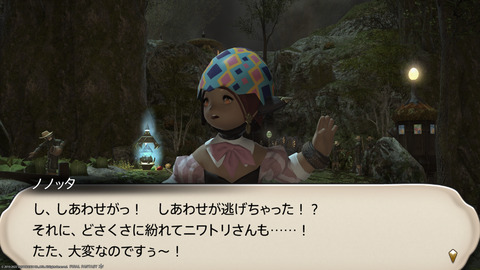 ノノッタ
し、しあわせがっ！　しあわせが逃げちゃった！？
それに、どさくさに紛れてニワトリさんも……！
たた、大変なのですぅ～！